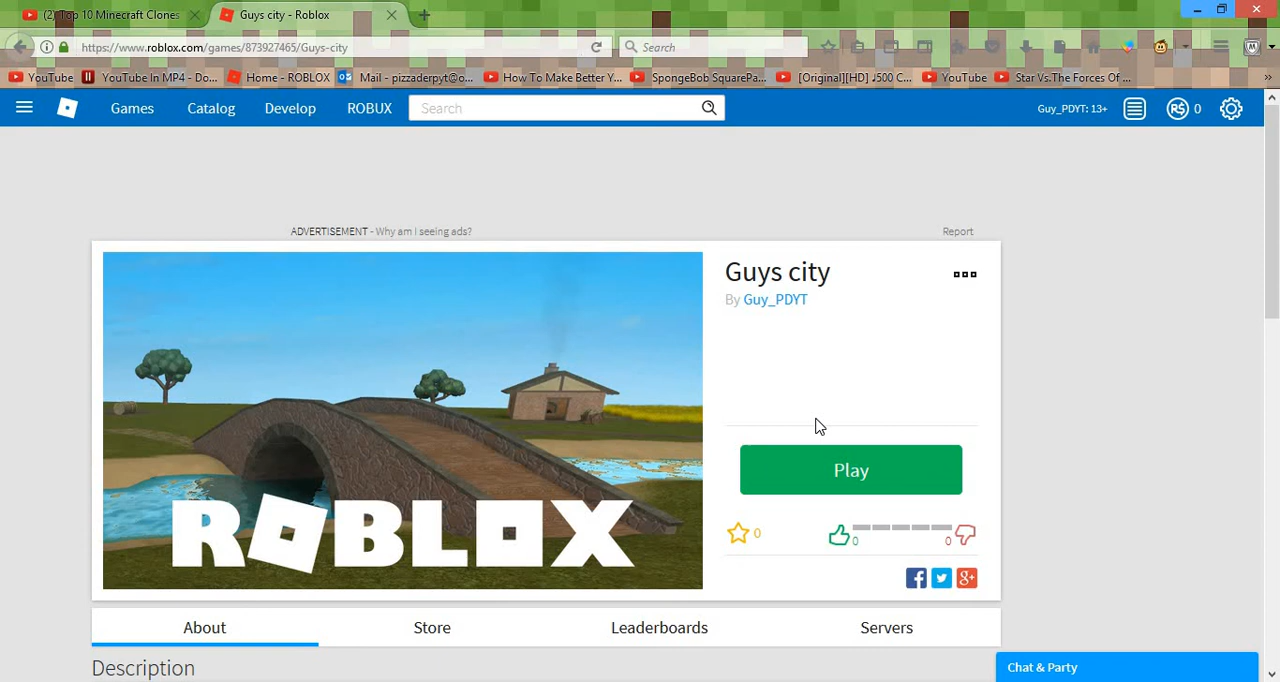 (2) Top 10 Minecraft Clones
Guys city - Roblox
https://www.roblox.com/games/873927465/Guys-city
Search
YouTube
YouTube In MP4 - Do...
Home - ROBLOX
Mail - pizzaderpyt@o...
How To Make Better Y...
SpongeBob SquarePa...
[Original][HD] ♩500 C...
YouTube
Star Vs.The Forces Of ...
»
Games
Catalog
Develop
ROBUX
Search
Guy_PDYT: 13+
R$ 0
ADVERTISEMENT - Why am I seeing ads?
Report
Guys city
By Guy_PDYT
Play
ROBLOX
0
0
0
About
Store
Leaderboards
Servers
Description
Chat & Party